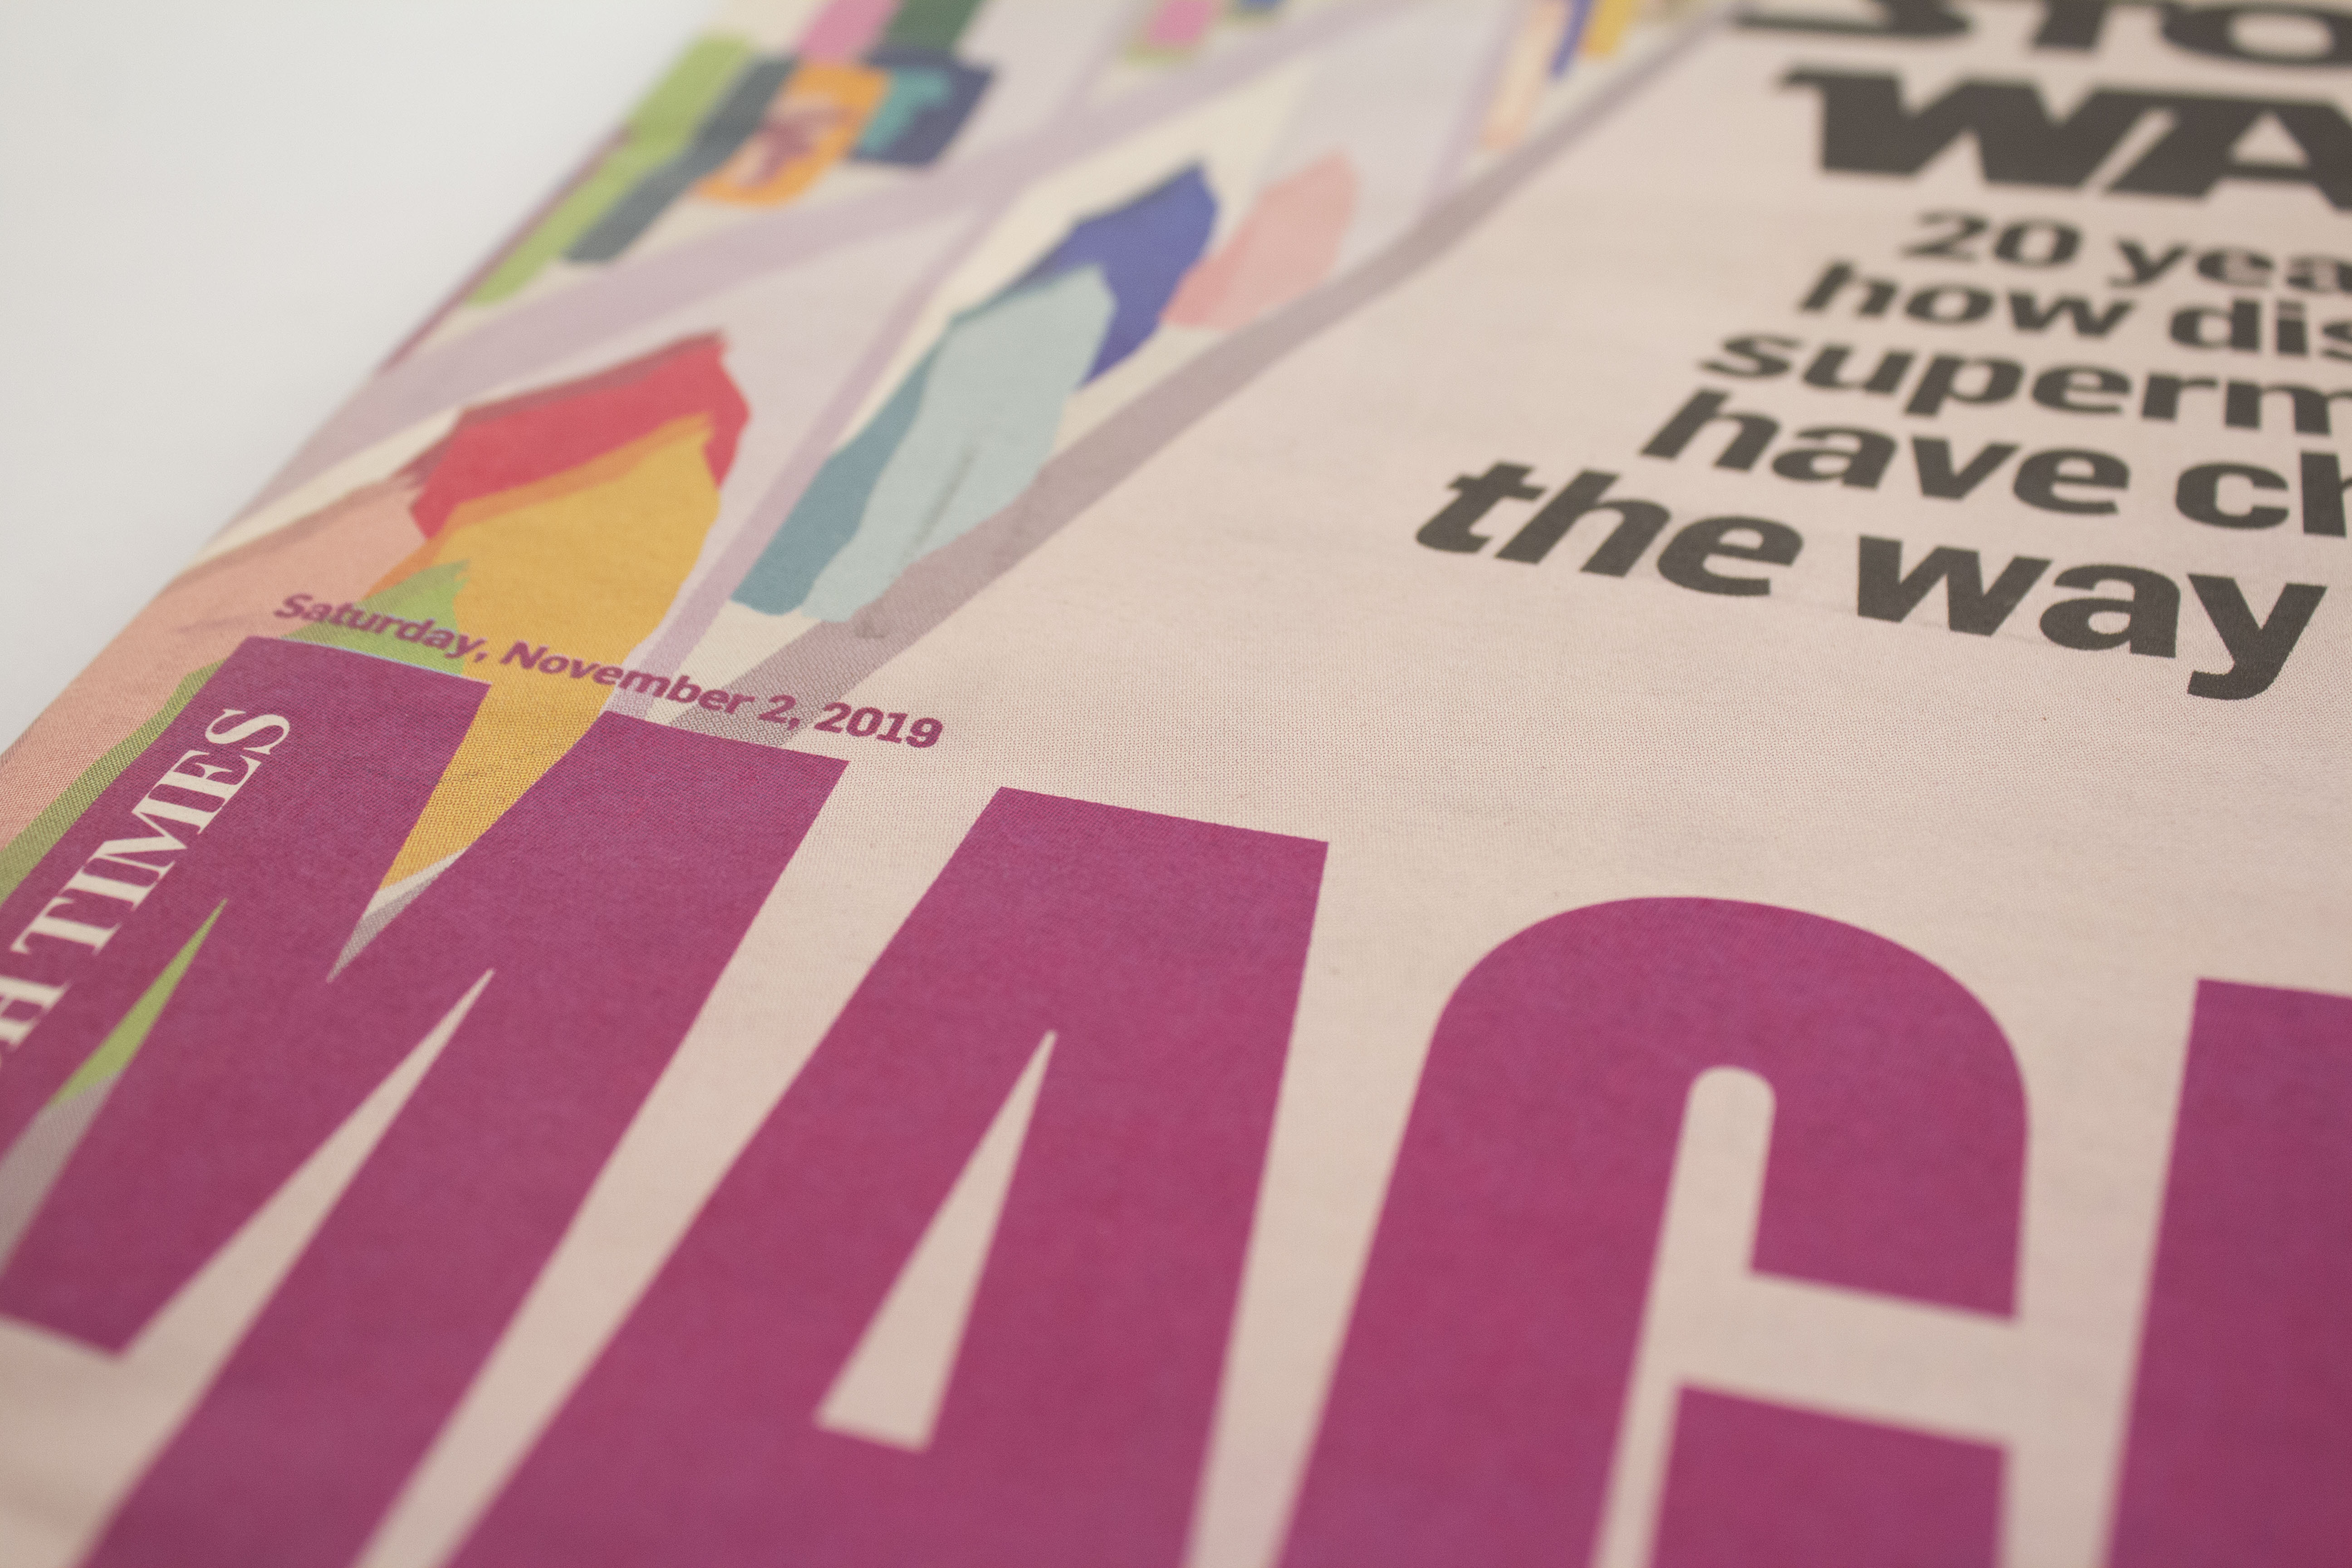 STO
WA
20 yea
how dis
superm
have ch
the way
Saturday, November 2, 2019
H TIMES
MAG